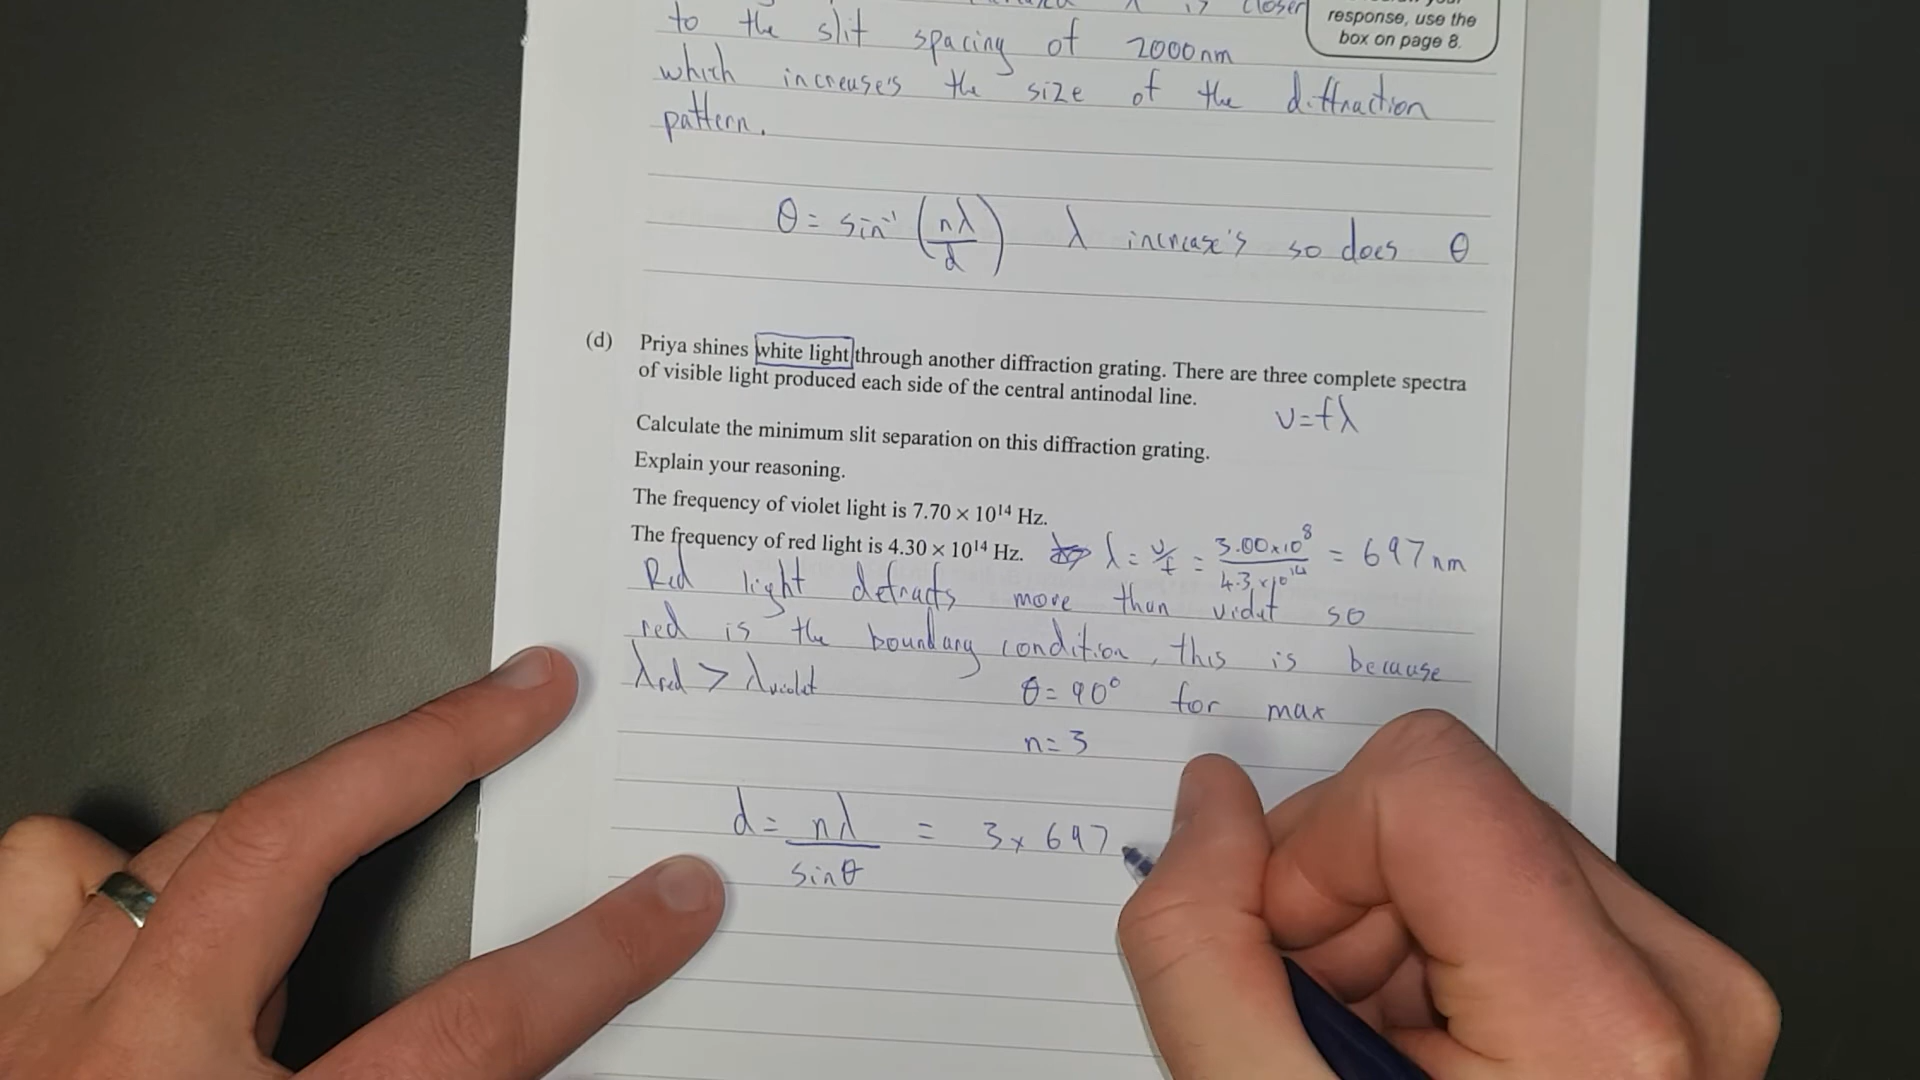 λ is closer
to the slit spacing of 2000nm
which increase's the size of the diffraction
pattern.
response, use the
box on page 8.
θ = sin⁻¹ (nλ/d) λ increase's so does θ
(d) Priya shines white light through another diffraction grating. There are three complete spectra
of visible light produced each side of the central antinodal line.
v=fλ
Calculate the minimum slit separation on this diffraction grating.
Explain your reasoning.
The frequency of violet light is 7.70 × 10¹⁴ Hz.
The frequency of red light is 4.30 × 10¹⁴ Hz. λ = v/f = 3.00×10⁸/4.3×10¹⁴ = 697nm
Red light defracts more than violet so
red is the boundary condition, this is because
λred > λviolet θ = 90° for max
n=3
d = nλ/sinθ = 3 × 697